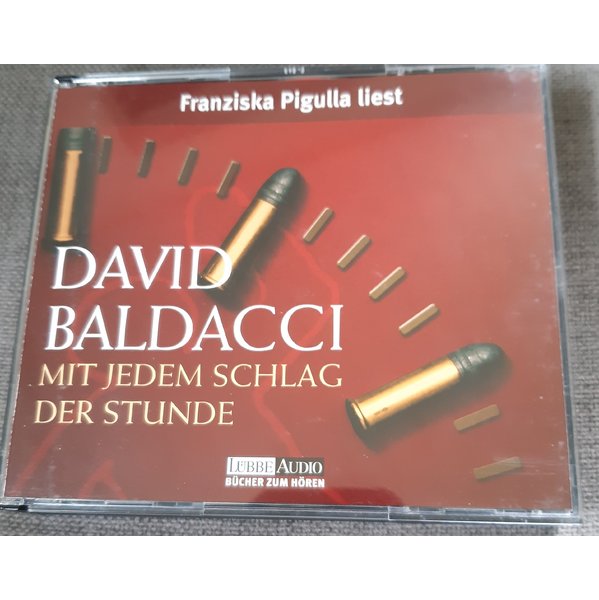 Franziska Pigulla liest
DAVID
BALDACCI
MIT JEDEM SCHLAG
DER STUNDE
LÜBBE AUDIO
BÜCHER ZUM HÖREN